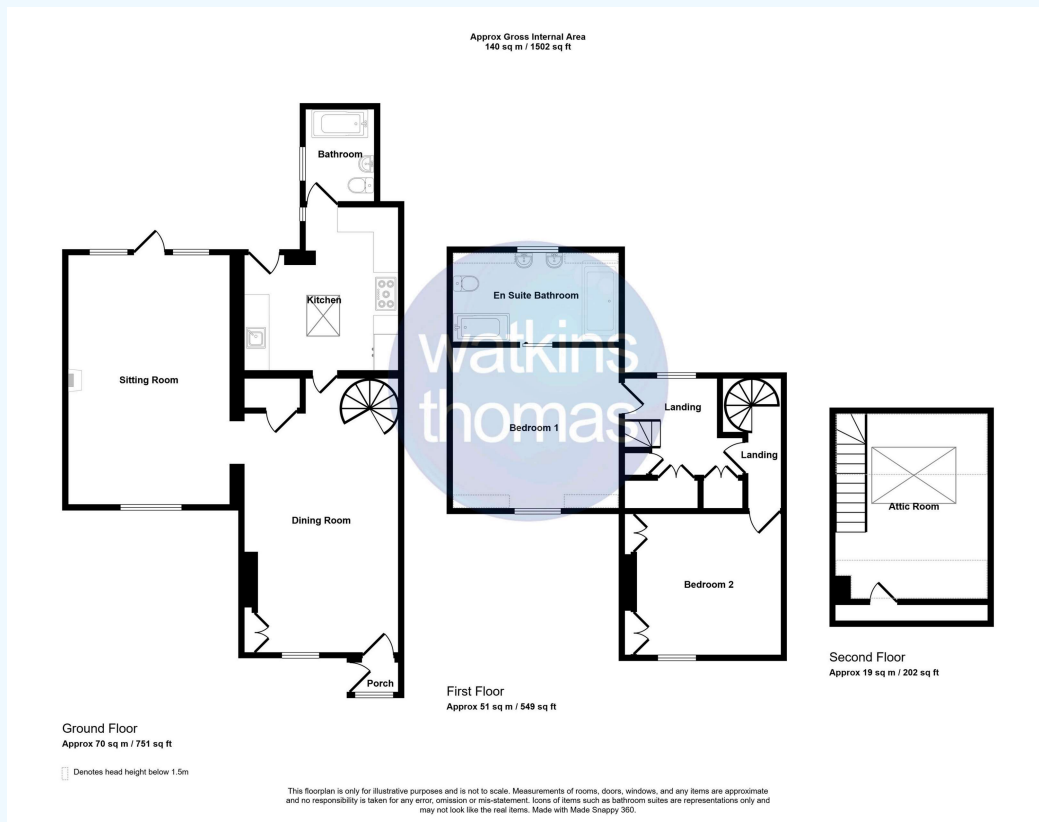 Approx Gross Internal Area
140 sq m / 1502 sq ft
Bathroom
Kitchen
Sitting Room
Dining Room
Porch
En Suite Bathroom
watkins
thomas
Bedroom 1
Landing
Landing
Bedroom 2
Attic Room
Second Floor
Approx 19 sq m / 202 sq ft
First Floor
Approx 51 sq m / 549 sq ft
Ground Floor
Approx 70 sq m / 751 sq ft
Denotes head height below 1.5m
This floorplan is only for illustrative purposes and is not to scale. Measurements of rooms, doors, windows, and any items are approximate
and no responsibility is taken for any error, omission or mis-statement. Icons of items such as bathroom suites are representations only and
may not look like the real items. Made with Made Snappy 360.